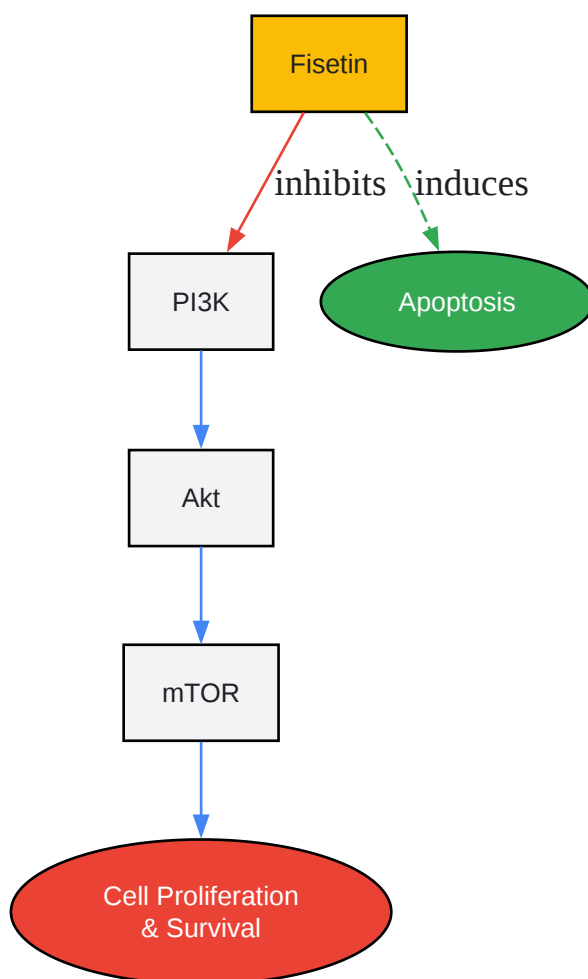 Fisetin
inhibits
induces
PI3K
Apoptosis
Akt
mTOR
Cell Proliferation
& Survival